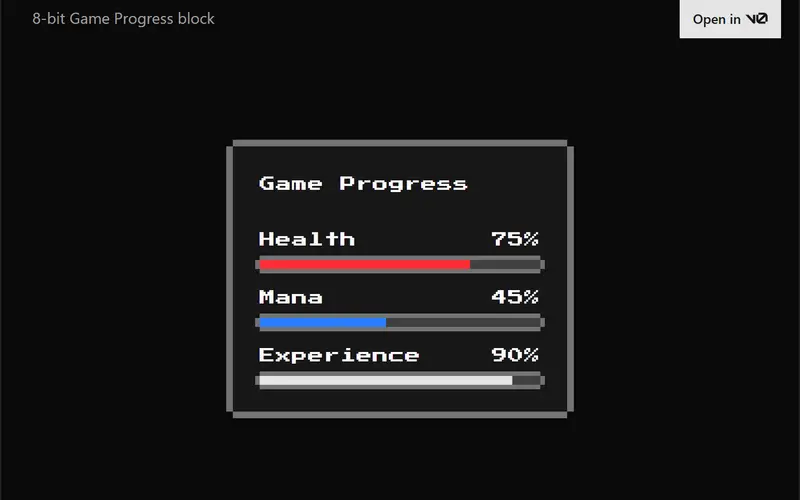 8-bit Game Progress block
Open in v0
Game Progress
Health 75%
Mana 45%
Experience 90%